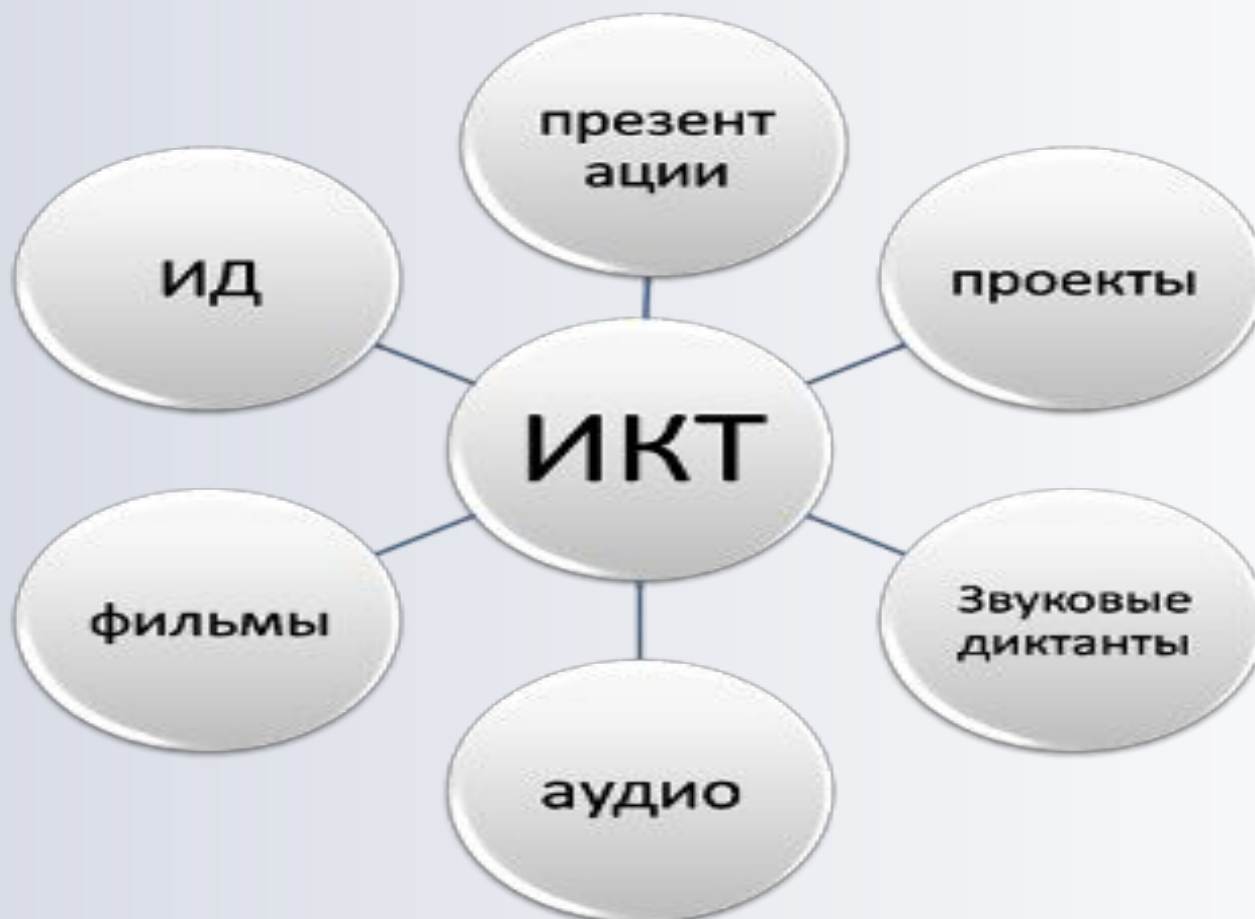 презент
ации
ИД
проекты
ИКТ
фильмы
Звуковые
диктанты
аудио